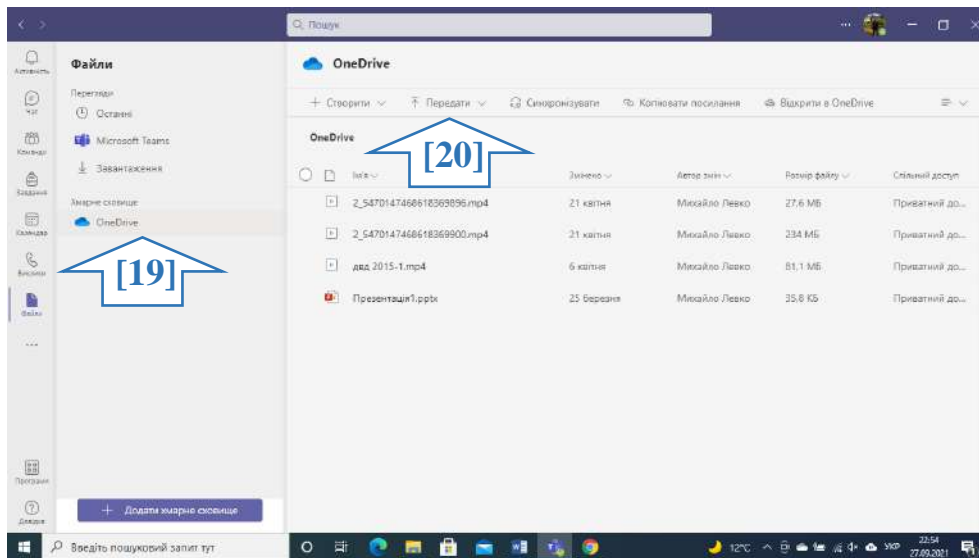 Пошук
Активність
Чат
Команди
Завдання
Календар
Виклики
Файли
Програми
Довідка
Файли
Перегляди
Останні
Microsoft Teams
Завантаження
Хмарне сховище
OneDrive
[19]
+ Додати хмарне сховище
OneDrive
+ Створити Передати Синхронізувати Копіювати посилання Відкрити в OneDrive
OneDrive
[20]
Ім'я Змінено Автор змін Розмір файлу Спільний доступ
2_5470147468618369896.mp4 21 квітня Михайло Левко 27,6 МБ Приватний до...
2_5470147468618369900.mp4 21 квітня Михайло Левко 234 МБ Приватний до...
двд 2015-1.mp4 6 квітня Михайло Левко 81,1 МБ Приватний до...
Презентація1.pptx 25 березня Михайло Левко 35,8 КБ Приватний до...
Введіть пошуковий запит тут
12°C УКР 22:54
27.09.2021